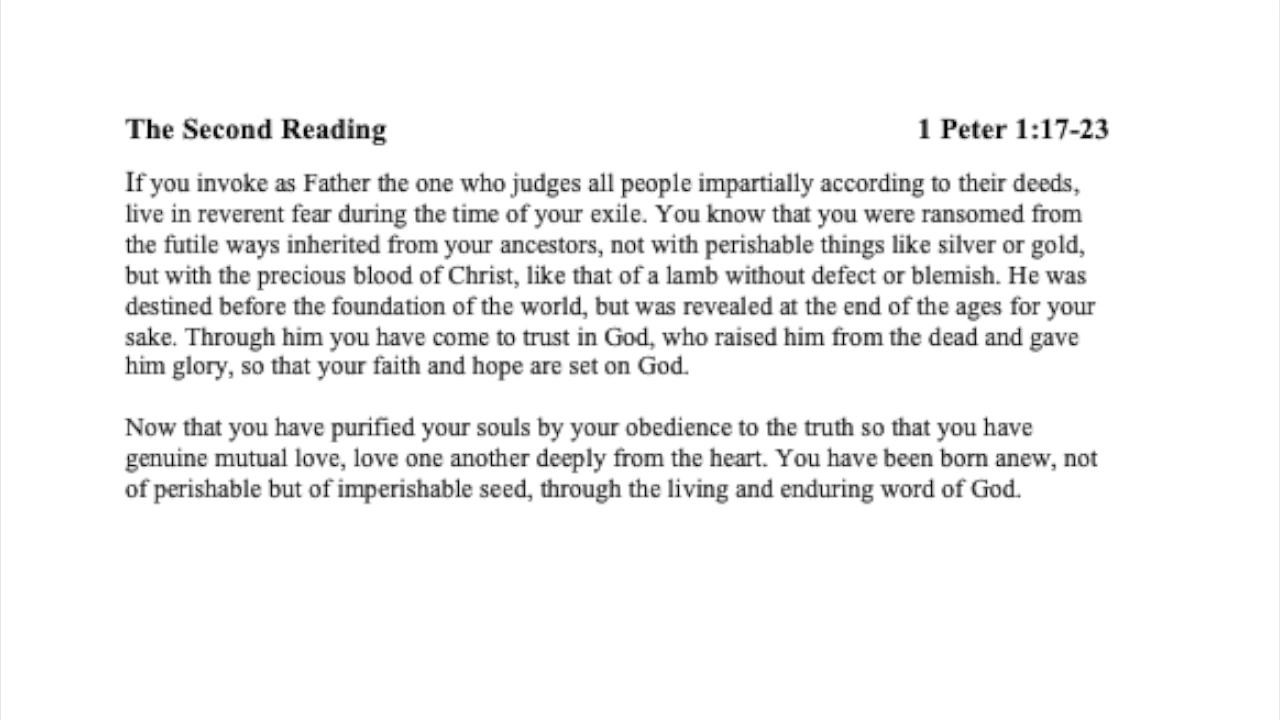 The Second Reading 1 Peter 1:17-23
If you invoke as Father the one who judges all people impartially according to their deeds,
live in reverent fear during the time of your exile. You know that you were ransomed from
the futile ways inherited from your ancestors, not with perishable things like silver or gold,
but with the precious blood of Christ, like that of a lamb without defect or blemish. He was
destined before the foundation of the world, but was revealed at the end of the ages for your
sake. Through him you have come to trust in God, who raised him from the dead and gave
him glory, so that your faith and hope are set on God.
Now that you have purified your souls by your obedience to the truth so that you have
genuine mutual love, love one another deeply from the heart. You have been born anew, not
of perishable but of imperishable seed, through the living and enduring word of God.